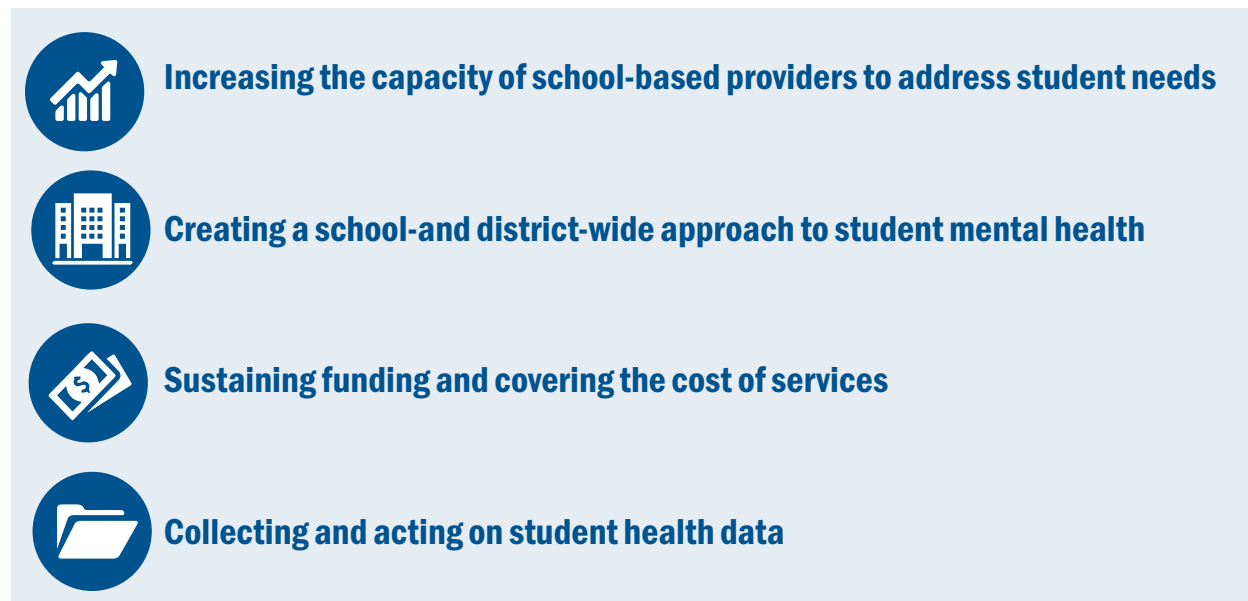 Increasing the capacity of school-based providers to address student needs
Creating a school-and district-wide approach to student mental health
$
Sustaining funding and covering the cost of services
Collecting and acting on student health data